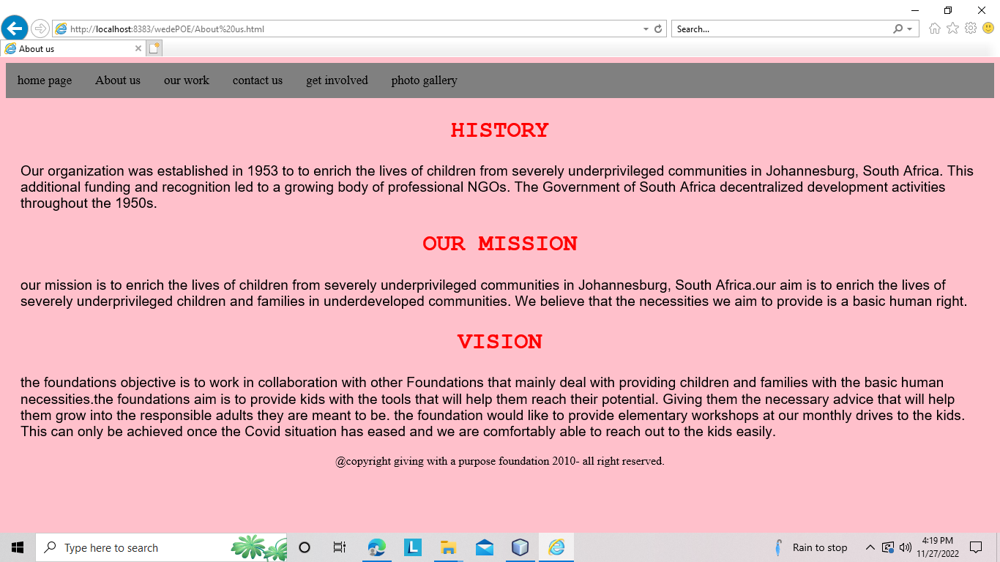 http://localhost:8383/wedePOE/About%20us.html
Search...
About us
home page About us our work contact us get involved photo gallery
HISTORY
Our organization was established in 1953 to to enrich the lives of children from severely underprivileged communities in Johannesburg, South Africa. This
additional funding and recognition led to a growing body of professional NGOs. The Government of South Africa decentralized development activities
throughout the 1950s.
OUR MISSION
our mission is to enrich the lives of children from severely underprivileged communities in Johannesburg, South Africa.our aim is to enrich the lives of
severely underprivileged children and families in underdeveloped communities. We believe that the necessities we aim to provide is a basic human right.
VISION
the foundations objective is to work in collaboration with other Foundations that mainly deal with providing children and families with the basic human
necessities.the foundations aim is to provide kids with the tools that will help them reach their potential. Giving them the necessary advice that will help
them grow into the responsible adults they are meant to be. the foundation would like to provide elementary workshops at our monthly drives to the kids.
This can only be achieved once the Covid situation has eased and we are comfortably able to reach out to the kids easily.
@copyright giving with a purpose foundation 2010- all right reserved.
Type here to search
L
Rain to stop
4:19 PM
11/27/2022